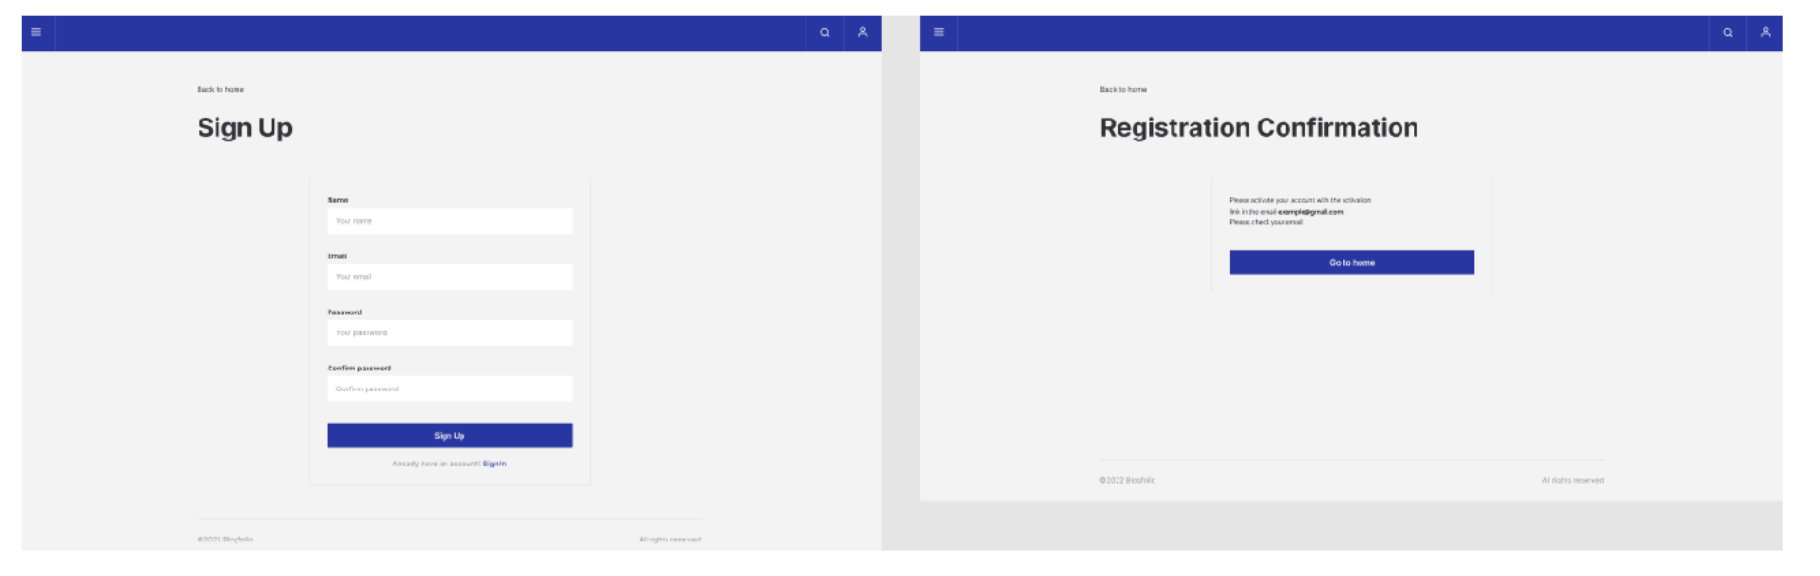 Back to home
Sign Up
Name
Your name
Email
Your email
Password
Your password
Confirm password
Confirm password
Sign Up
Already have an account? Sign In
All rights reserved
Back to home
Registration Confirmation
Please activate your account with the activation
link in the email example@gmail.com
Please, check your email
Go to home
©2022 Blogfolio
All rights reserved